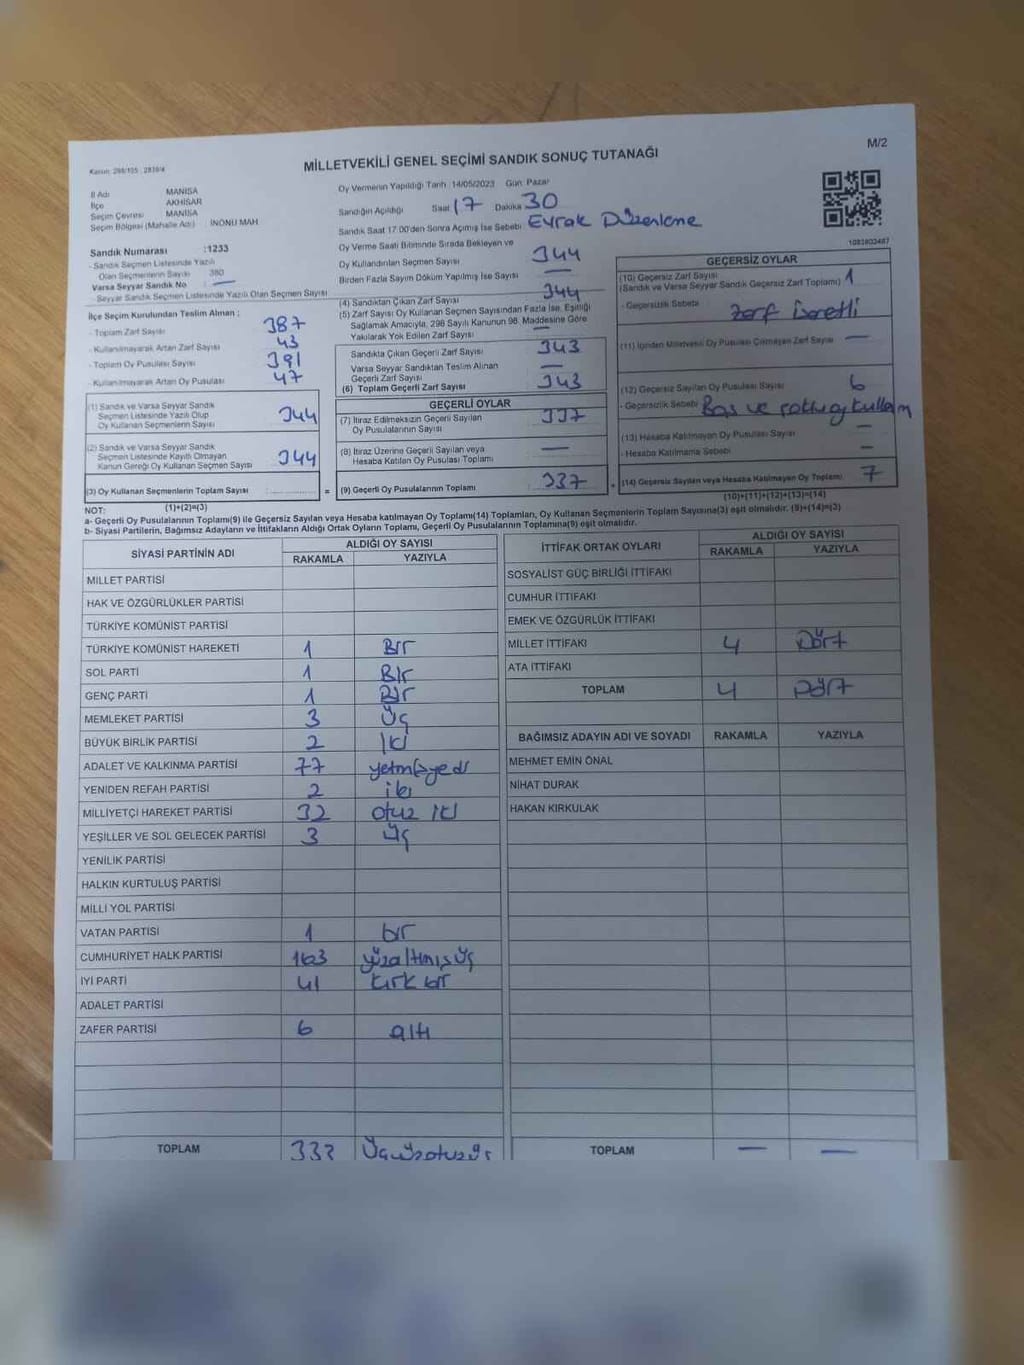 M/2
MİLLETVEKİLİ GENEL SEÇİMİ SANDIK SONUÇ TUTANAĞI
İl Adı MANİSA
İlçe AKHİSAR
Seçim Çevresi MANİSA
Seçim Bölgesi (Mahalle Adı) İNÖNÜ MAH
Sandık Numarası :1233
- Sandık Seçmen Listesinde Yazılı
Olan Seçmenlerin Sayısı 380
Varsa Seyyar Sandık No —
- Seyyar Sandık Seçmen Listesinde Yazılı Olan Seçmen Sayısı
Oy Vermenin Yapıldığı Tarih 14/05/2023 Gün Pazar
Sandığın Açıldığı Saat 17 Dakika 30
Sandık Saat 17.00'den Sonra Açılmış İse Sebebi Evrak Düzenleme
Oy Verme Saati Bitiminde Sırada Bekleyen ve
Oy Kullandırılan Seçmen Sayısı 344
Birden Fazla Sayım Döküm Yapılmış İse Sayısı —
(4) Sandıktan Çıkan Zarf Sayısı 344
(5) Zarf Sayısı Oy Kullanan Seçmen Sayısından Fazla İse, Eşitliği
Sağlamak Amacıyla, 298 Sayılı Kanunun 98. Maddesine Göre
Yakılarak Yok Edilen Zarf Sayısı —
İlçe Seçim Kurulundan Teslim Alınan ;
- Toplam Zarf Sayısı 387
- Kullanılmayarak Artan Zarf Sayısı 43
- Toplam Oy Pusulası Sayısı 391
- Kullanılmayarak Artan Oy Pusulası 47
Sandıkta Çıkan Geçerli Zarf Sayısı 343
Varsa Seyyar Sandıktan Teslim Alınan
Geçerli Zarf Sayısı —
(6) Toplam Geçerli Zarf Sayısı 343
(1) Sandık ve Varsa Seyyar Sandık
Seçmen Listesinde Yazılı Olup
Oy Kullanan Seçmenlerin Sayısı 344
(2) Sandık ve Varsa Seyyar Sandık
Seçmen Listesinde Kayıtlı Olmayan
Kanun Gereği Oy Kullanan Seçmen Sayısı 344
(3) Oy Kullanan Seçmenlerin Toplam Sayısı =
(1)+(2)=(3)
GEÇERLİ OYLAR
(7) İtiraz Edilmeksizin Geçerli Sayılan
Oy Pusulalarının Sayısı 337
(8) İtiraz Üzerine Geçerli Sayılan veya
Hesaba Katılan Oy Pusulası Toplamı —
(9) Geçerli Oy Pusulalarının Toplamı 337 +
1081803487
GEÇERSİZ OYLAR
(10) Geçersiz Zarf Sayısı
(Sandık ve Varsa Seyyar Sandık Geçersiz Zarf Toplamı) 1
- Geçersizlik Sebebi Zarf İşaretli
(11) İçinden Milletvekili Oy Pusulası Çıkmayan Zarf Sayısı —
(12) Geçersiz Sayılan Oy Pusulası Sayısı 6
- Geçersizlik Sebebi Boş ve
(13) Hesaba Katılmayan Oy Pusulası Sayısı —
- Hesaba Katılmama Sebebi —
(14) Geçersiz Sayılan veya Hesaba Katılmayan Oy Toplamı 7
(10)+(11)+(12)+(13)=(14)
NOT:
a- Geçerli Oy Pusulalarının Toplamı(9) ile Geçersiz Sayılan veya Hesaba katılmayan Oy Toplamı(14) Toplamları, Oy Kullanan Seçmenlerin Toplam Sayısına(3) eşit olmalıdır. (9)+(14)=(3)
b- Siyasi Partilerin, Bağımsız Adayların ve İttifakların Aldığı Ortak Oyların Toplamı, Geçerli Oy Pusulalarının Toplamına(9) eşit olmalıdır.
SİYASİ PARTİNİN ADI ALDIĞI OY SAYISI
RAKAMLA YAZIYLA
MİLLET PARTİSİ
HAK VE ÖZGÜRLÜKLER PARTİSİ
TÜRKİYE KOMÜNİST PARTİSİ
TÜRKİYE KOMÜNİST HAREKETİ 1 Bir
SOL PARTİ 1 Bir
GENÇ PARTİ 1 Bir
MEMLEKET PARTİSİ 3 Üç
BÜYÜK BİRLİK PARTİSİ 2 İki
ADALET VE KALKINMA PARTİSİ 77 yetmişyedi
YENİDEN REFAH PARTİSİ 2 iki
MİLLİYETÇİ HAREKET PARTİSİ 32 otuz iki
YEŞİLLER VE SOL GELECEK PARTİSİ 3 Üç
YENİLİK PARTİSİ
HALKIN KURTULUŞ PARTİSİ
MİLLİ YOL PARTİSİ
VATAN PARTİSİ 1 bir
CUMHURİYET HALK PARTİSİ 163 yüzaltmışüç
İYİ PARTİ 41 kırk bir
ADALET PARTİSİ
ZAFER PARTİSİ 6 altı
TOPLAM 333 Üçyüzotuzüç
İTTİFAK ORTAK OYLARI ALDIĞI OY SAYISI
RAKAMLA YAZIYLA
SOSYALİST GÜÇ BİRLİĞİ İTTİFAKI
CUMHUR İTTİFAKI
EMEK VE ÖZGÜRLÜK İTTİFAKI
MİLLET İTTİFAKI 4 Dört
ATA İTTİFAKI
TOPLAM 4 Dört
BAĞIMSIZ ADAYIN ADI VE SOYADI RAKAMLA YAZIYLA
MEHMET EMİN ÖNAL
NİHAT DURAK
HAKAN KIRKULAK
TOPLAM — —